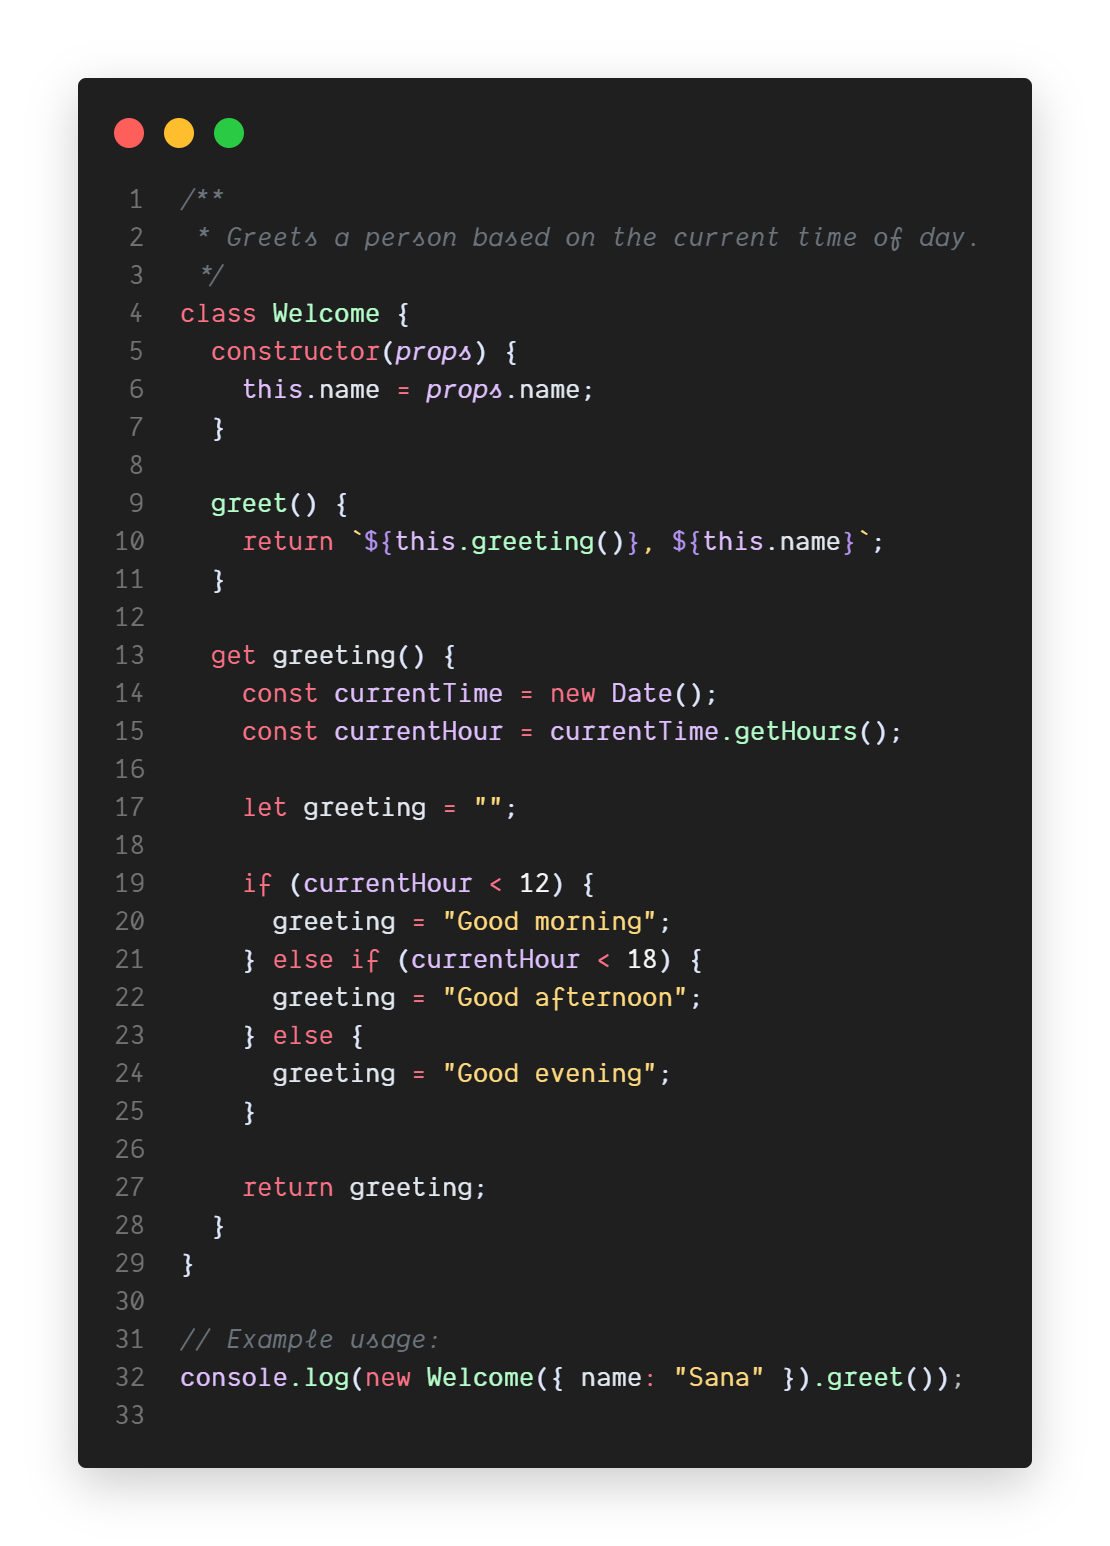 1 /**
2  * Greets a person based on the current time of day.
3  */
4 class Welcome {
5   constructor(props) {
6     this.name = props.name;
7   }
8
9   greet() {
10     return `${this.greeting()}, ${this.name}`;
11   }
12
13   get greeting() {
14     const currentTime = new Date();
15     const currentHour = currentTime.getHours();
16
17     let greeting = "";
18
19     if (currentHour < 12) {
20       greeting = "Good morning";
21     } else if (currentHour < 18) {
22       greeting = "Good afternoon";
23     } else {
24       greeting = "Good evening";
25     }
26
27     return greeting;
28   }
29 }
30
31 // Example usage:
32 console.log(new Welcome({ name: "Sana" }).greet());
33